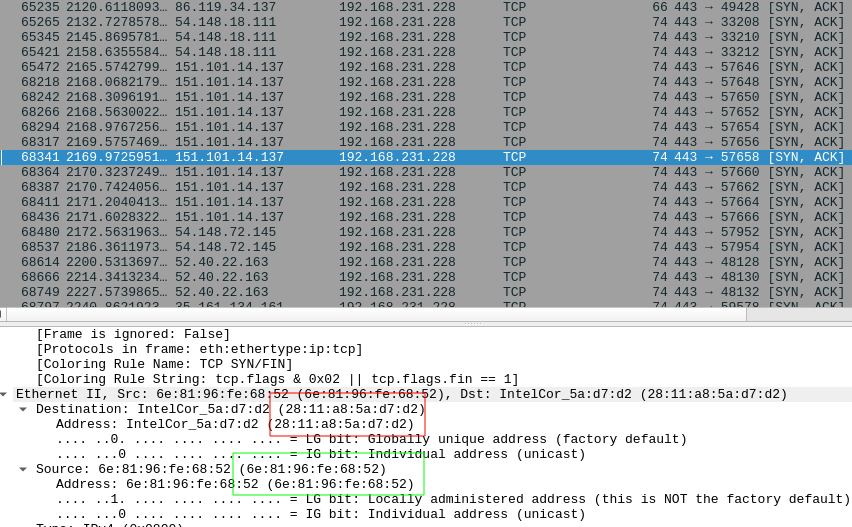 65235 2120.6118093… 86.119.34.137 192.168.231.228 TCP 66 443 → 49428 [SYN, ACK]
65265 2132.7278578… 54.148.18.111 192.168.231.228 TCP 74 443 → 33208 [SYN, ACK]
65345 2145.8695781… 54.148.18.111 192.168.231.228 TCP 74 443 → 33210 [SYN, ACK]
65421 2158.6355584… 54.148.18.111 192.168.231.228 TCP 74 443 → 33212 [SYN, ACK]
65472 2165.5742799… 151.101.14.137 192.168.231.228 TCP 74 443 → 57646 [SYN, ACK]
68218 2168.0682179… 151.101.14.137 192.168.231.228 TCP 74 443 → 57648 [SYN, ACK]
68242 2168.3096191… 151.101.14.137 192.168.231.228 TCP 74 443 → 57650 [SYN, ACK]
68266 2168.5630022… 151.101.14.137 192.168.231.228 TCP 74 443 → 57652 [SYN, ACK]
68294 2168.9767256… 151.101.14.137 192.168.231.228 TCP 74 443 → 57654 [SYN, ACK]
68317 2169.5757469… 151.101.14.137 192.168.231.228 TCP 74 443 → 57656 [SYN, ACK]
68341 2169.9725951… 151.101.14.137 192.168.231.228 TCP 74 443 → 57658 [SYN, ACK]
68364 2170.3237249… 151.101.14.137 192.168.231.228 TCP 74 443 → 57660 [SYN, ACK]
68387 2170.7424056… 151.101.14.137 192.168.231.228 TCP 74 443 → 57662 [SYN, ACK]
68411 2171.2040413… 151.101.14.137 192.168.231.228 TCP 74 443 → 57664 [SYN, ACK]
68436 2171.6028322… 151.101.14.137 192.168.231.228 TCP 74 443 → 57666 [SYN, ACK]
68480 2172.5631963… 54.148.72.145 192.168.231.228 TCP 74 443 → 57952 [SYN, ACK]
68537 2186.3611973… 54.148.72.145 192.168.231.228 TCP 74 443 → 57954 [SYN, ACK]
68614 2200.5313697… 52.40.22.163 192.168.231.228 TCP 74 443 → 48128 [SYN, ACK]
68666 2214.3413234… 52.40.22.163 192.168.231.228 TCP 74 443 → 48130 [SYN, ACK]
68749 2227.5739865… 52.40.22.163 192.168.231.228 TCP 74 443 → 48132 [SYN, ACK]
68797 2240.8621923… 35.161.134.161 192.168.231.228 TCP 74 443 → 59578 [SYN, ACK]
[Frame is ignored: False]
[Protocols in frame: eth:ethertype:ip:tcp]
[Coloring Rule Name: TCP SYN/FIN]
[Coloring Rule String: tcp.flags & 0x02 || tcp.flags.fin == 1]
Ethernet II, Src: 6e:81:96:fe:68:52 (6e:81:96:fe:68:52), Dst: IntelCor_5a:d7:d2 (28:11:a8:5a:d7:d2)
Destination: IntelCor_5a:d7:d2 (28:11:a8:5a:d7:d2)
Address: IntelCor_5a:d7:d2 (28:11:a8:5a:d7:d2)
.... ..0. .... .... .... .... = LG bit: Globally unique address (factory default)
.... ...0 .... .... .... .... = IG bit: Individual address (unicast)
Source: 6e:81:96:fe:68:52 (6e:81:96:fe:68:52)
Address: 6e:81:96:fe:68:52 (6e:81:96:fe:68:52)
.... ..1. .... .... .... .... = LG bit: Locally administered address (this is NOT the factory default)
.... ...0 .... .... .... .... = IG bit: Individual address (unicast)
Type: IPv4 (0x0800)